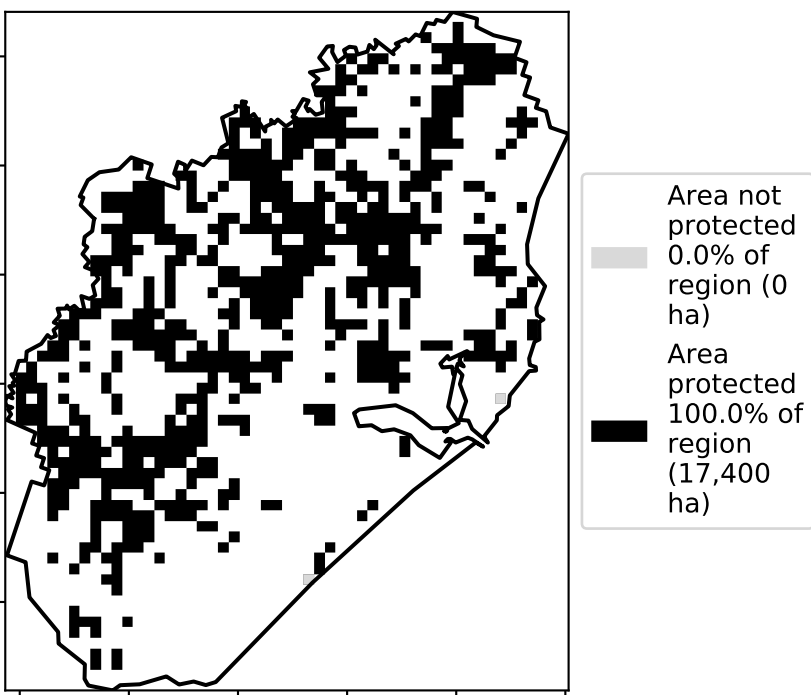 Area not
protected
0.0% of
region (0
ha)
Area
protected
100.0% of
region
(17,400
ha)